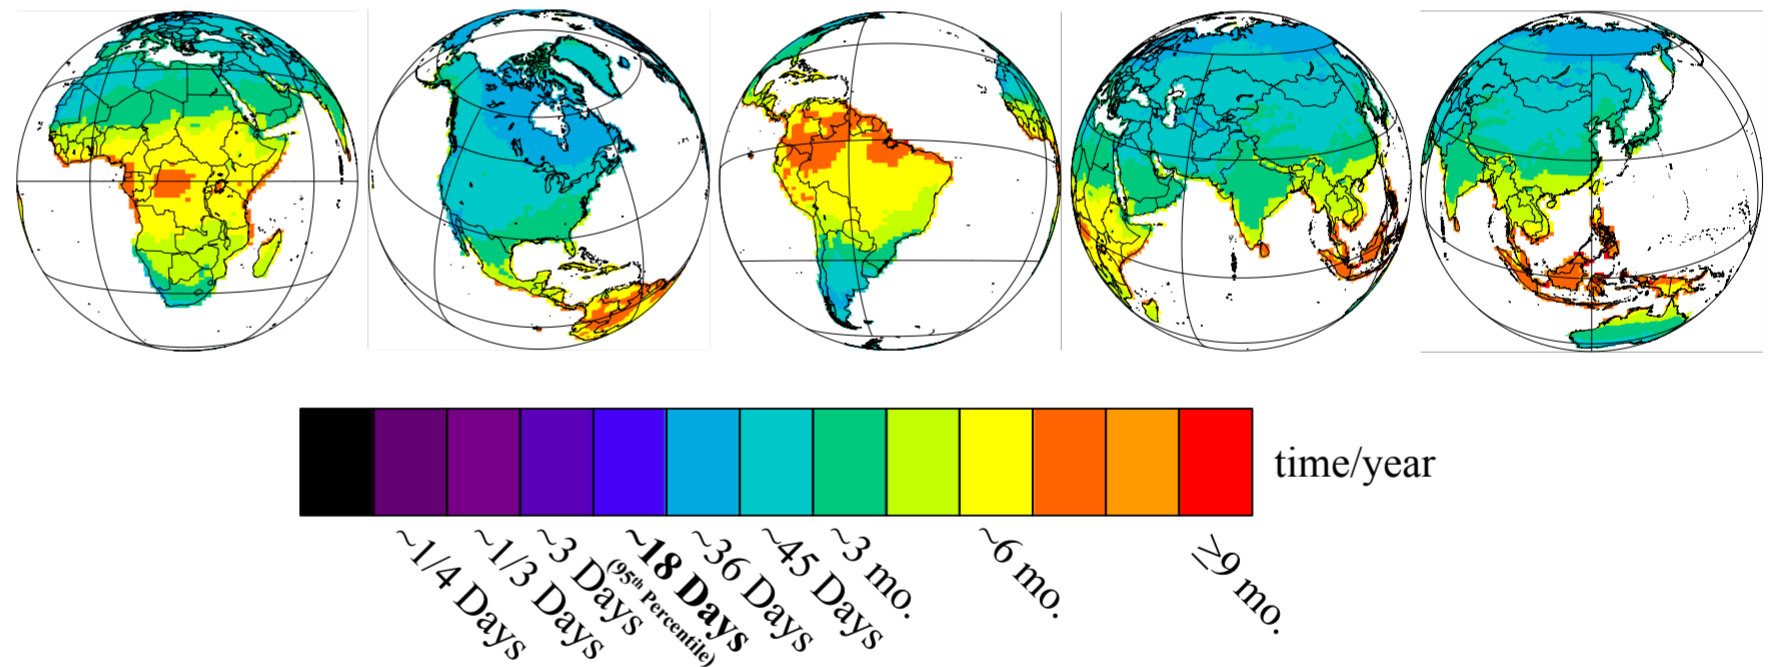 time/year
~1/4 Days
~1/3 Days
~3 Days
~18 Days
(95th Percentile)
~36 Days
~45 Days
~3 mo.
~6 mo.
≥9 mo.